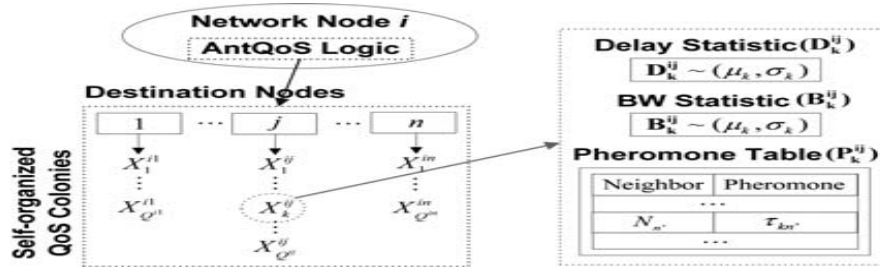 Network Node i
AntQoS Logic
Destination Nodes
1 ... j ... n
X_1^{i1} X_1^{ij} X_1^{in}
⋮ ⋮ ⋮
X_{Q^{i1}}^{i1} X_k^{ij} X_{Q^{in}}^{in}
⋮
X_{Q^{ij}}^{ij}
Self-organized
QoS Colonies
Delay Statistic(D_k^{ij})
D_k^{ij} ~ (μ_k, σ_k)
BW Statistic (B_k^{ij})
B_k^{ij} ~ (μ_k, σ_k)
Pheromone Table(P_k^{ij})
Neighbor Pheromone
...
N_{n'} τ_{kn'}
...